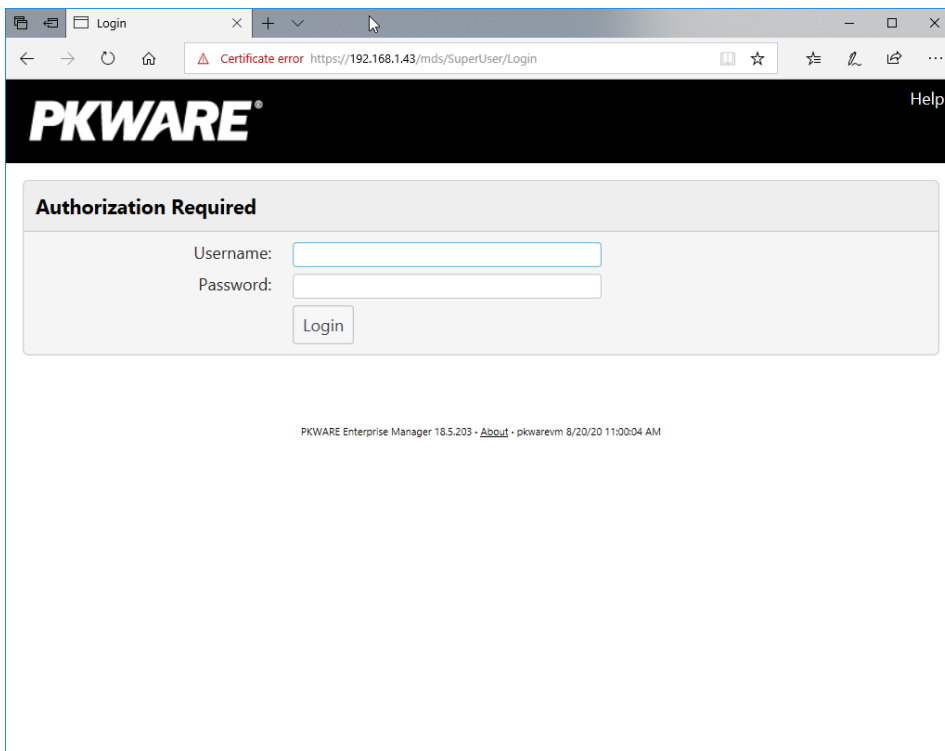 Login
Certificate error https://192.168.1.43/mds/SuperUser/Login
PKWARE®
Help
Authorization Required
Username:
Password:
Login
PKWARE Enterprise Manager 18.5.203 • About • pkwarevm 8/20/20 11:00:04 AM